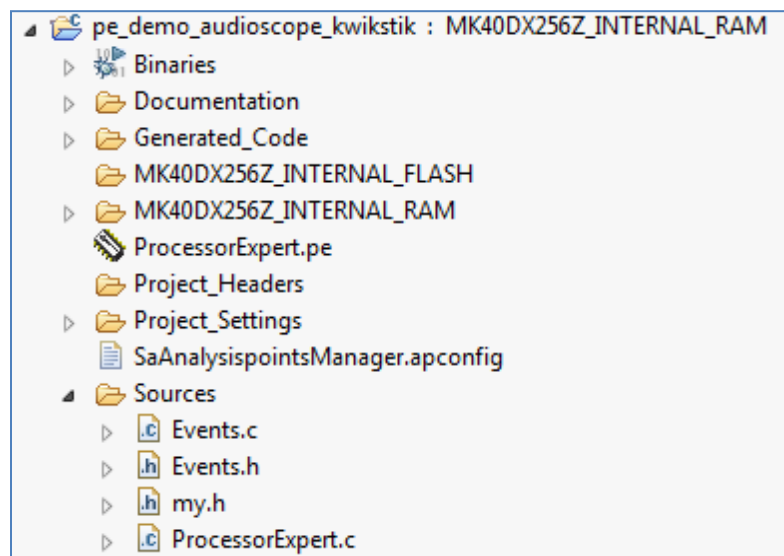 pe_demo_audioscope_kwikstik : MK40DX256Z_INTERNAL_RAM
Binaries
Documentation
Generated_Code
MK40DX256Z_INTERNAL_FLASH
MK40DX256Z_INTERNAL_RAM
ProcessorExpert.pe
Project_Headers
Project_Settings
SaAnalysispointsManager.apconfig
Sources
.c Events.c
.h Events.h
.h my.h
.c ProcessorExpert.c